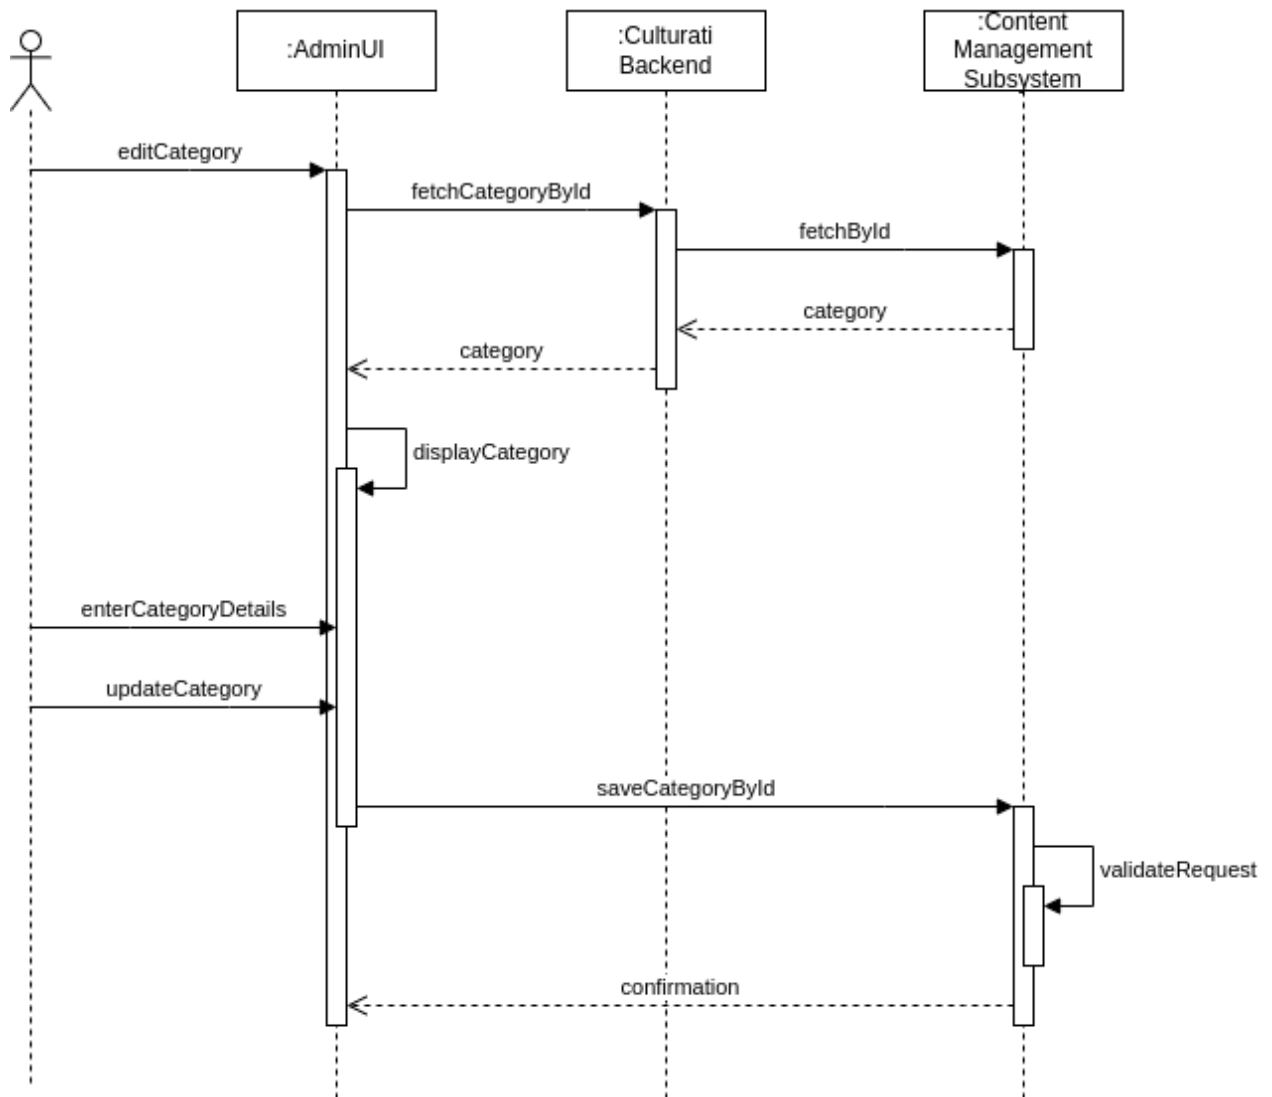 :AdminUI
:Culturati
Backend
:Content
Management
Subsystem
editCategory
fetchCategoryById
fetchById
category
category
displayCategory
enterCategoryDetails
updateCategory
saveCategoryById
validateRequest
confirmation